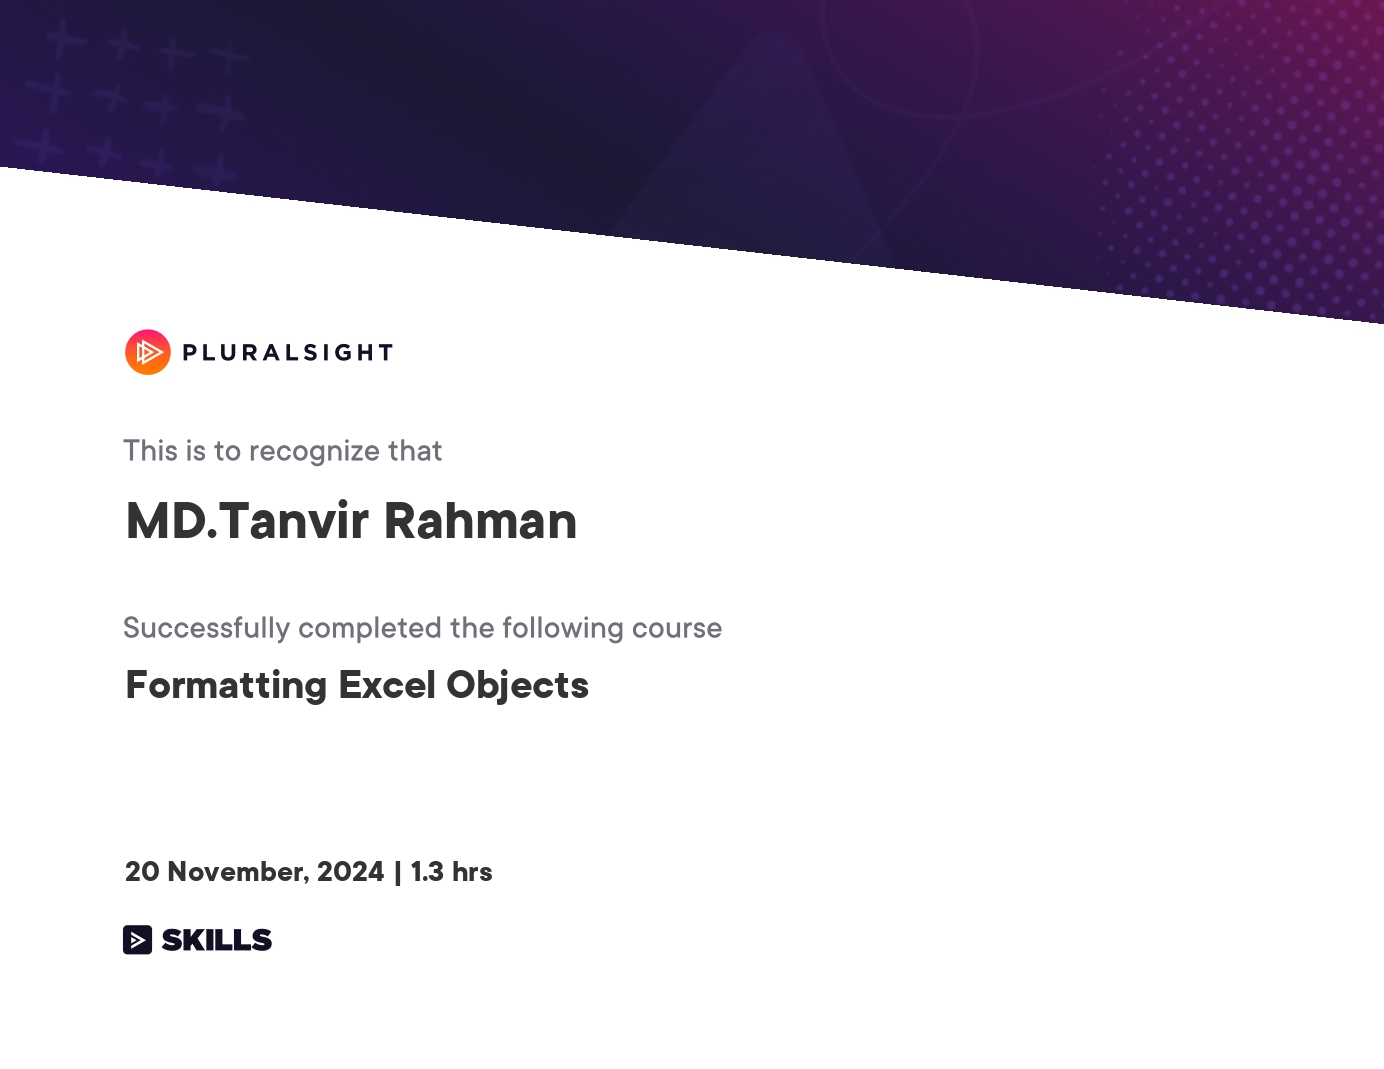 PLURALSIGHT
This is to recognize that
MD.Tanvir Rahman
Successfully completed the following course
Formatting Excel Objects
20 November, 2024 | 1.3 hrs
SKILLS